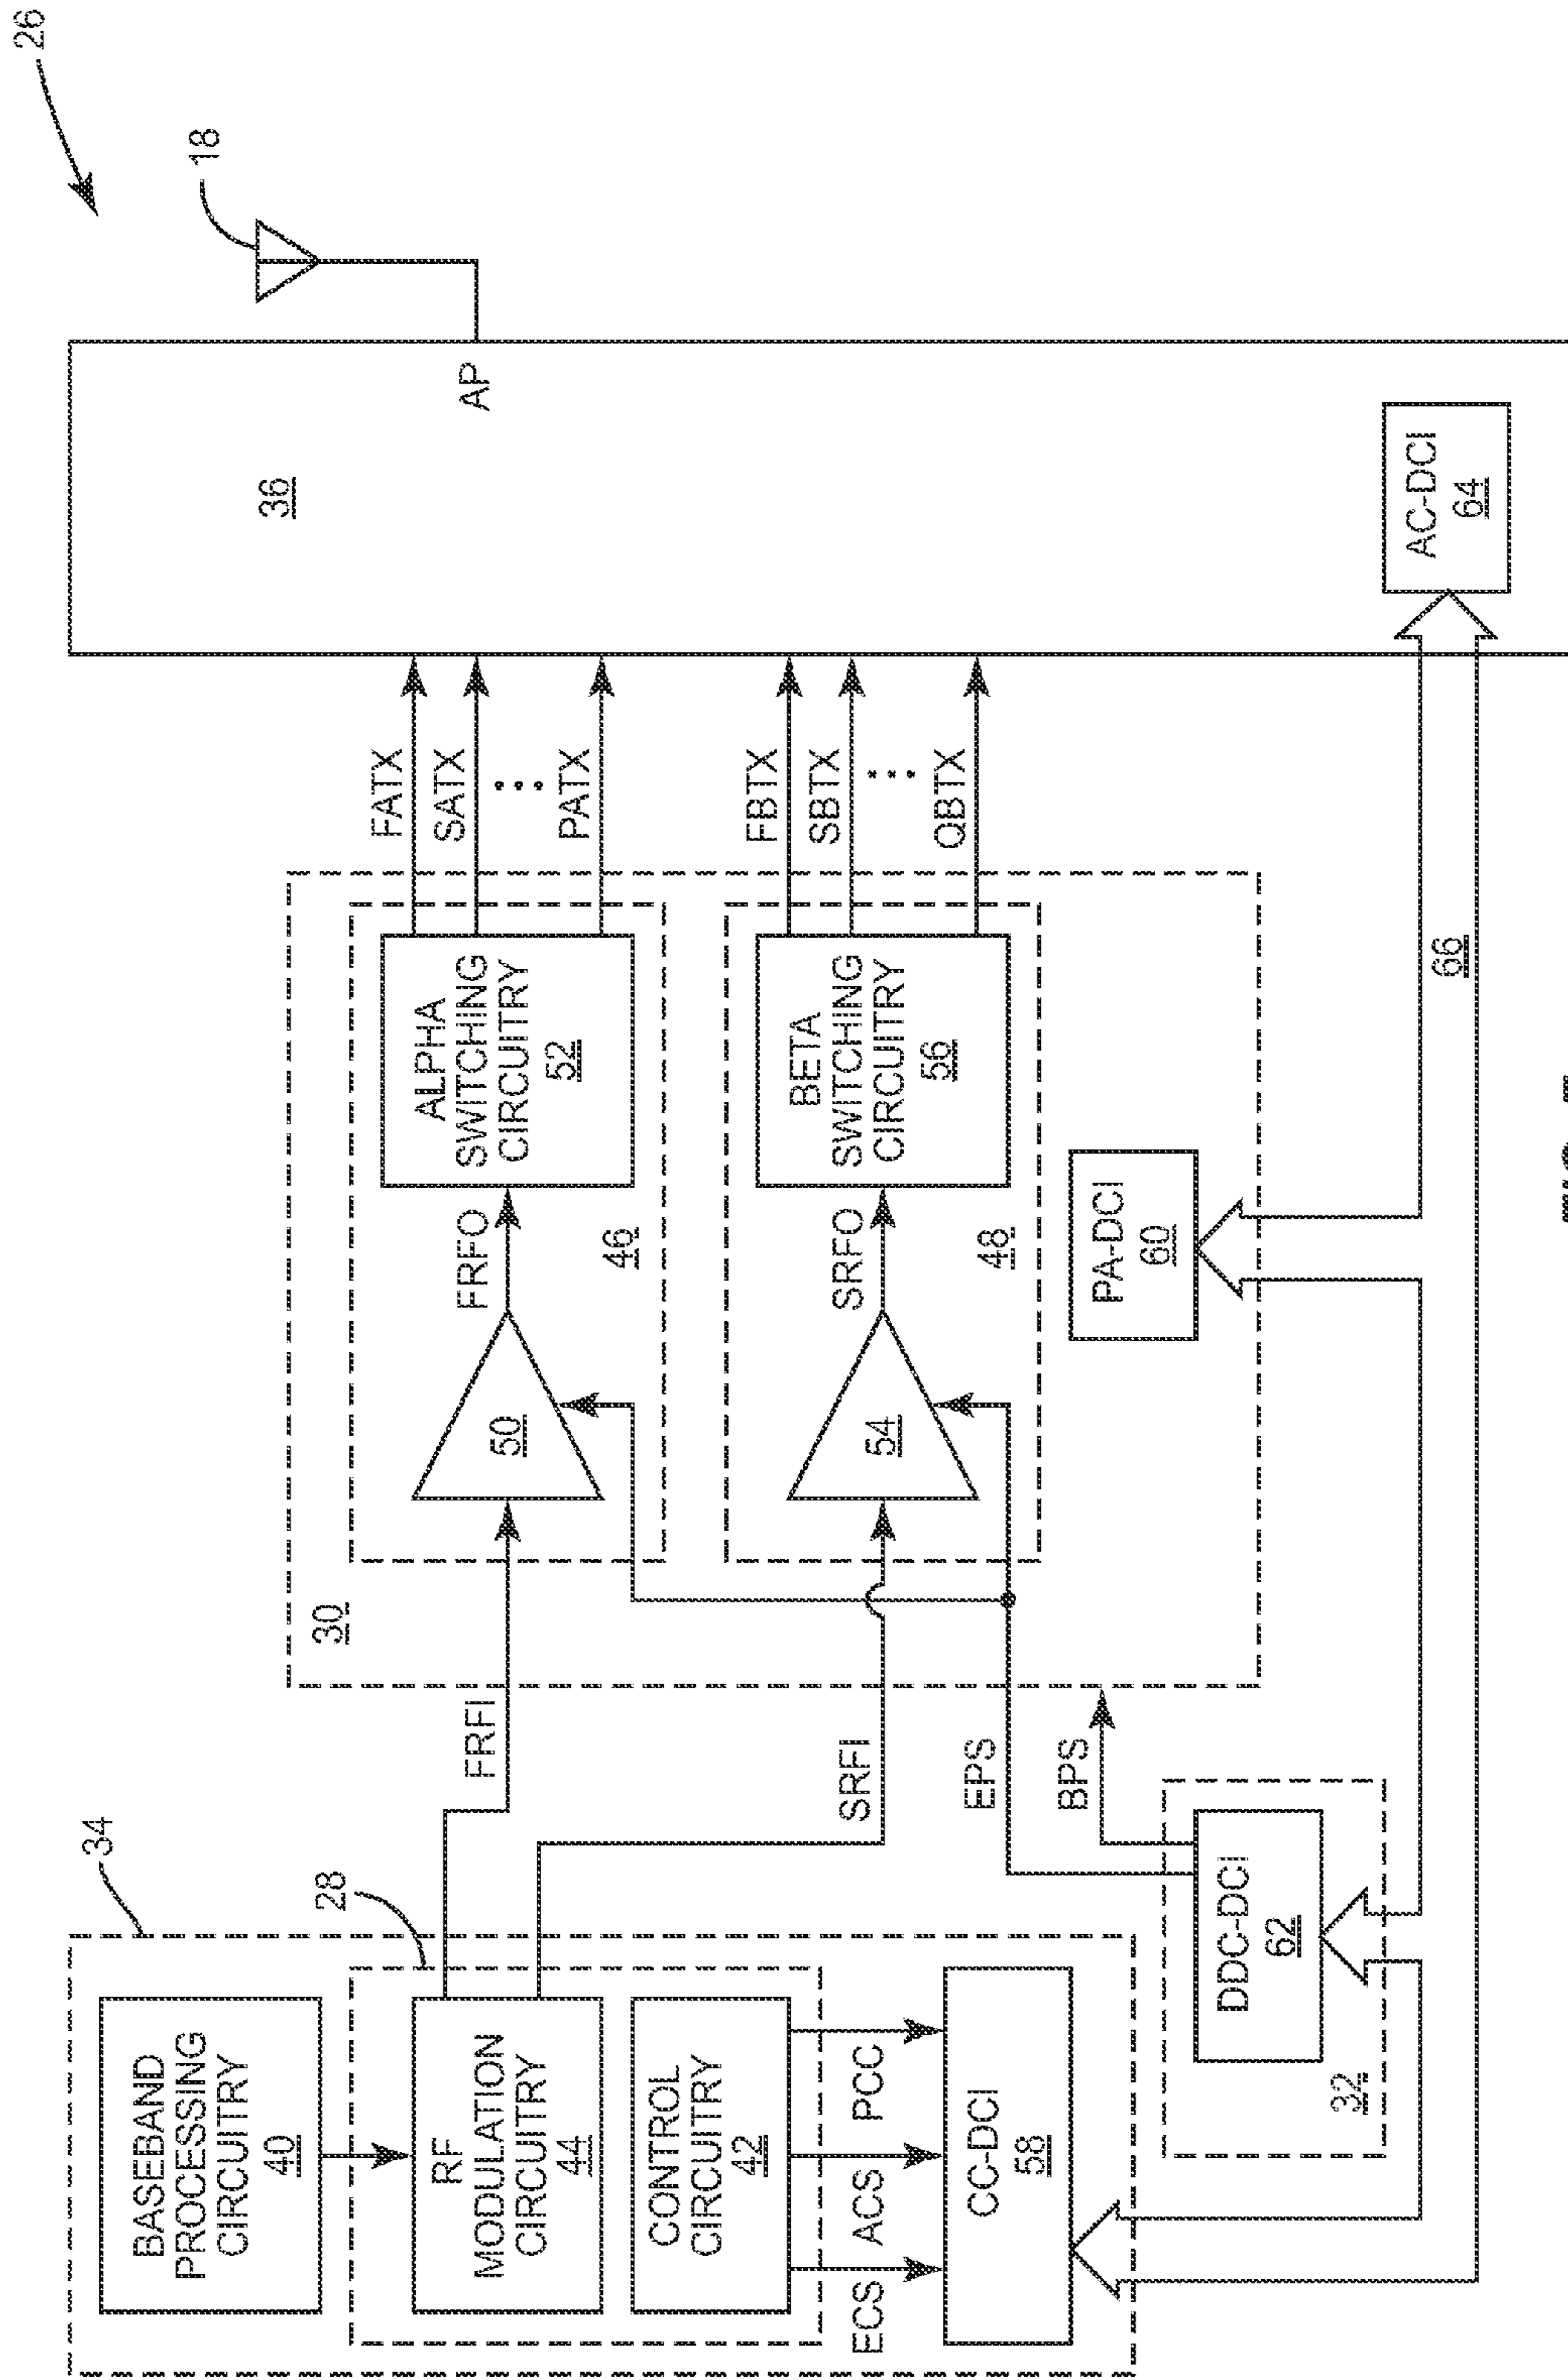 26
18
34
28
BASEBAND
PROCESSING
CIRCUITRY
40
RF
MODULATION
CIRCUITRY
44
CONTROL
CIRCUITRY
42
ECS
ACS
PCC
CC-DCI
58
FRFI
SRFI
EPS
BPS
DDC-DCI
62
32
30
50
FRFO
ALPHA
SWITCHING
CIRCUITRY
52
46
54
SRFO
BETA
SWITCHING
CIRCUITRY
56
48
PA-DCI
60
FATX
SATX
PATX
FBTX
SBTX
QBTX
36
AP
AC-DCI
64
66